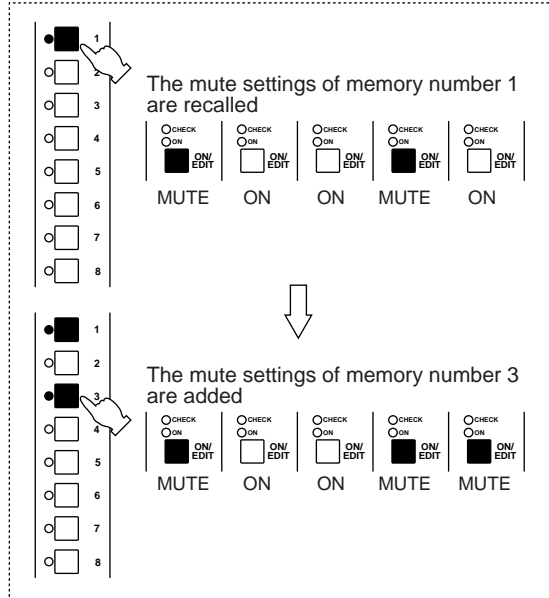 1
2
3
4
5
6
7
8
The mute settings of memory number 1
are recalled
CHECK CHECK CHECK CHECK CHECK
ON ON ON ON ON
ON/ ON/ ON/ ON/ ON/
EDIT EDIT EDIT EDIT EDIT
MUTE ON ON MUTE ON
1
2
3
4
5
6
7
8
The mute settings of memory number 3
are added
CHECK CHECK CHECK CHECK CHECK
ON ON ON ON ON
ON/ ON/ ON/ ON/ ON/
EDIT EDIT EDIT EDIT EDIT
MUTE ON ON MUTE MUTE